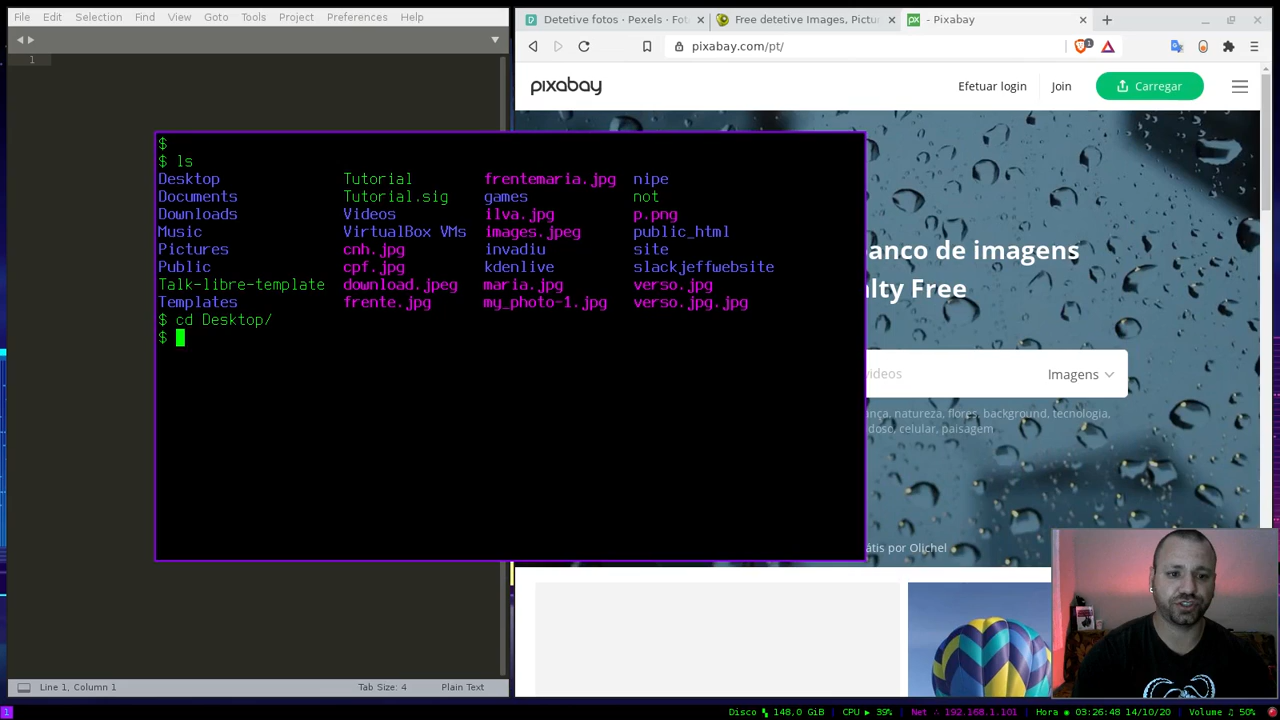 File Edit Selection Find View Goto Tools Project Preferences Help
1
Line 1, Column 1 Tab Size: 4 Plain Text
Detetive fotos · Pexels · Fot
Free detetive Images, Pictur
px - Pixabay
pixabay.com/pt/
1
pixabay Efetuar login Join Carregar
anco de imagens
alty Free
Imagens
natureza, flores, background, tecnologia,
celular, paisagem
por Olichel
$
$ ls
Desktop Tutorial frentemaria.jpg nipe
Documents Tutorial.sig games not
Downloads Videos ilva.jpg p.png
Music VirtualBox VMs images.jpeg public_html
Pictures cnh.jpg invadiu site
Public cpf.jpg kdenlive slackjeffwebsite
Talk-libre-template download.jpeg maria.jpg verso.jpg
Templates frente.jpg my_photo-1.jpg verso.jpg.jpg
$ cd Desktop/
$
1 Disco 148,0 GiB CPU 39% Net 192.168.1.101 Hora 03:26:48 14/10/20 Volume 50%